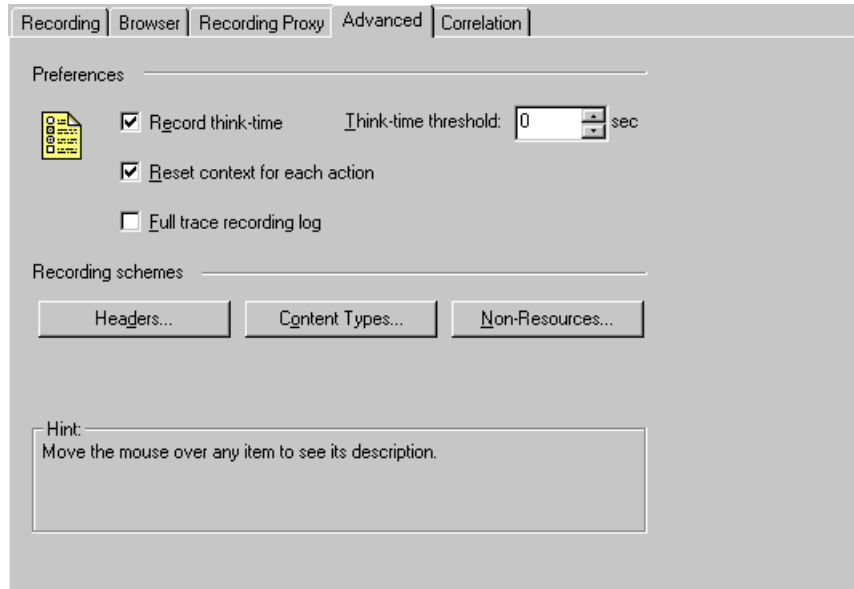 Recording Browser Recording Proxy Advanced Correlation
Preferences
Record think-time Think-time threshold: 0 sec
Reset context for each action
Full trace recording log
Recording schemes
Headers... Content Types... Non-Resources...
Hint:
Move the mouse over any item to see its description.